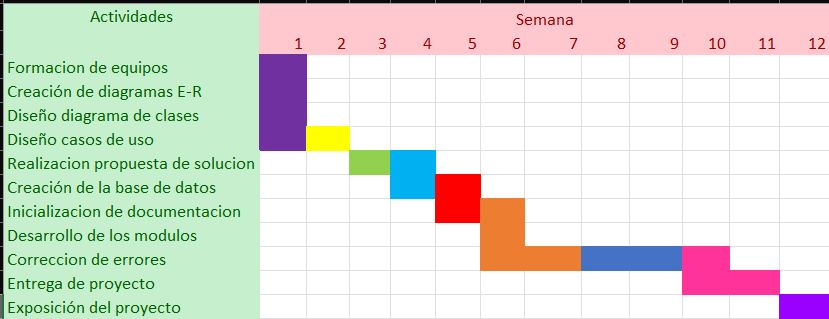 Actividades
Semana
1 2 3 4 5 6 7 8 9 10 11 12
Formacion de equipos
Creación de diagramas E-R
Diseño diagrama de clases
Diseño casos de uso
Realizacion propuesta de solucion
Creación de la base de datos
Inicializacion de documentacion
Desarrollo de los modulos
Correccion de errores
Entrega de proyecto
Exposición del proyecto